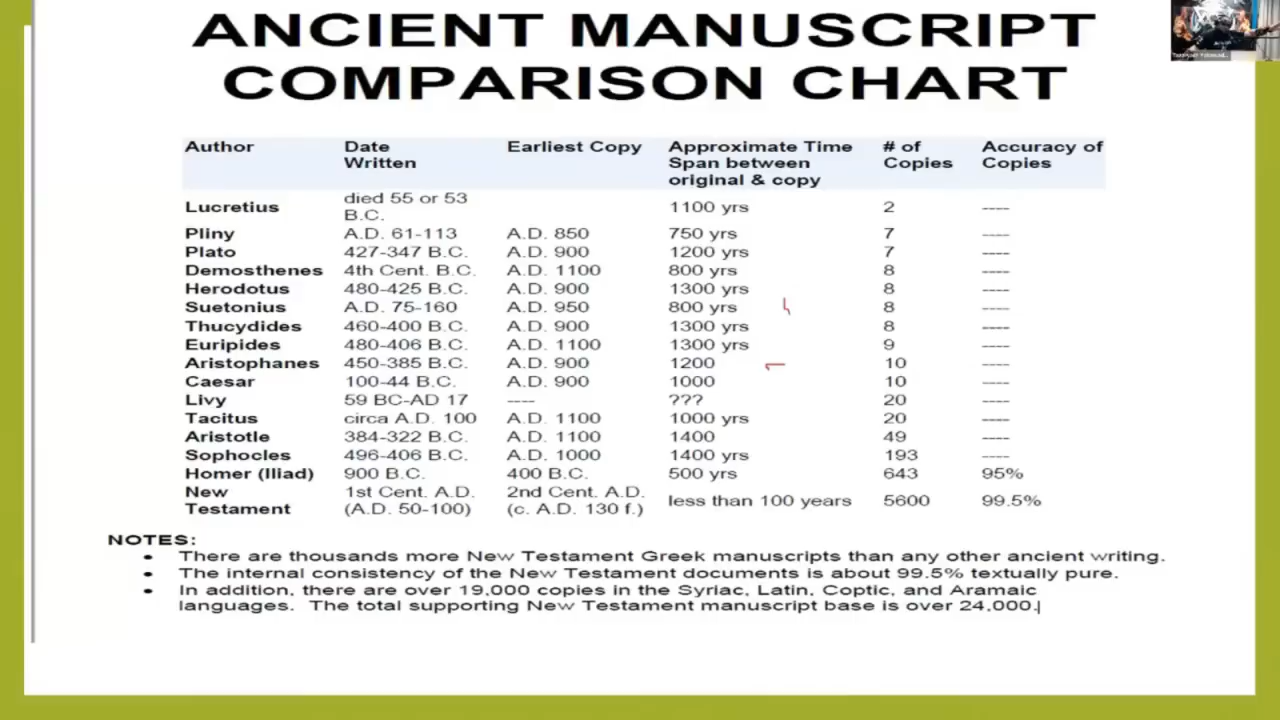 ANCIENT MANUSCRIPT
COMPARISON CHART
Author Date Written Earliest Copy Approximate Time Span between original & copy # of Copies Accuracy of Copies
Lucretius died 55 or 53 B.C. 1100 yrs 2 ----
Pliny A.D. 61-113 A.D. 850 750 yrs 7 ----
Plato 427-347 B.C. A.D. 900 1200 yrs 7 ----
Demosthenes 4th Cent. B.C. A.D. 1100 800 yrs 8 ----
Herodotus 480-425 B.C. A.D. 900 1300 yrs 8 ----
Suetonius A.D. 75-160 A.D. 950 800 yrs 8 ----
Thucydides 460-400 B.C. A.D. 900 1300 yrs 8 ----
Euripides 480-406 B.C. A.D. 1100 1300 yrs 9 ----
Aristophanes 450-385 B.C. A.D. 900 1200 10 ----
Caesar 100-44 B.C. A.D. 900 1000 10 ----
Livy 59 BC-AD 17 ---- ??? 20 ----
Tacitus circa A.D. 100 A.D. 1100 1000 yrs 20 ----
Aristotle 384-322 B.C. A.D. 1100 1400 49 ----
Sophocles 496-406 B.C. A.D. 1000 1400 yrs 193 ----
Homer (Iliad) 900 B.C. 400 B.C. 500 yrs 643 95%
New Testament 1st Cent. A.D. (A.D. 50-100) 2nd Cent. A.D. (c. A.D. 130 f.) less than 100 years 5600 99.5%
NOTES:
• There are thousands more New Testament Greek manuscripts than any other ancient writing.
• The internal consistency of the New Testament documents is about 99.5% textually pure.
• In addition, there are over 19,000 copies in the Syriac, Latin, Coptic, and Aramaic
languages. The total supporting New Testament manuscript base is over 24,000.